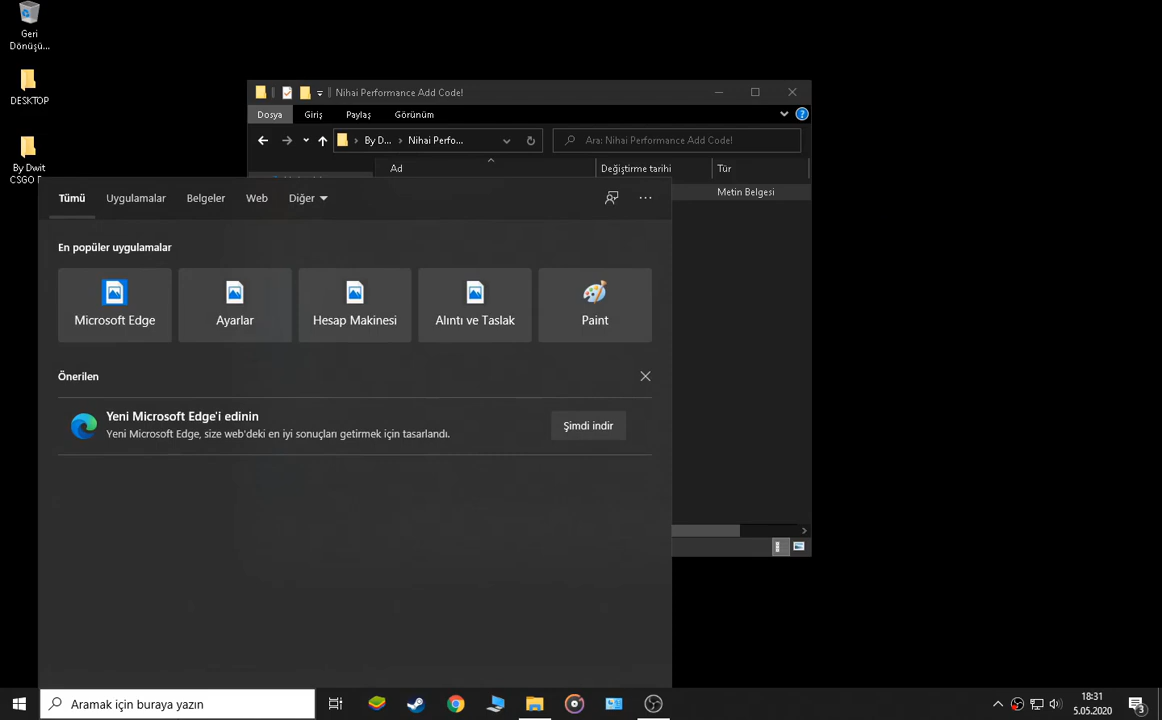 Geri
Dönüşü...
DESKTOP
By Dwit
CSGO
Nihai Performance Add Code!
Dosya
Giriş
Paylaş
Görünüm
By D...
Nihai Perfo...
Ara: Nihai Performance Add Code!
Ad
Değiştirme tarihi
Tür
Metin Belgesi
Tümü
Uygulamalar
Belgeler
Web
Diğer
En popüler uygulamalar
Microsoft Edge
Ayarlar
Hesap Makinesi
Alıntı ve Taslak
Paint
Önerilen
Yeni Microsoft Edge'i edinin
Yeni Microsoft Edge, size web'deki en iyi sonuçları getirmek için tasarlandı.
Şimdi indir
Aramak için buraya yazın
18:31
5.05.2020
3